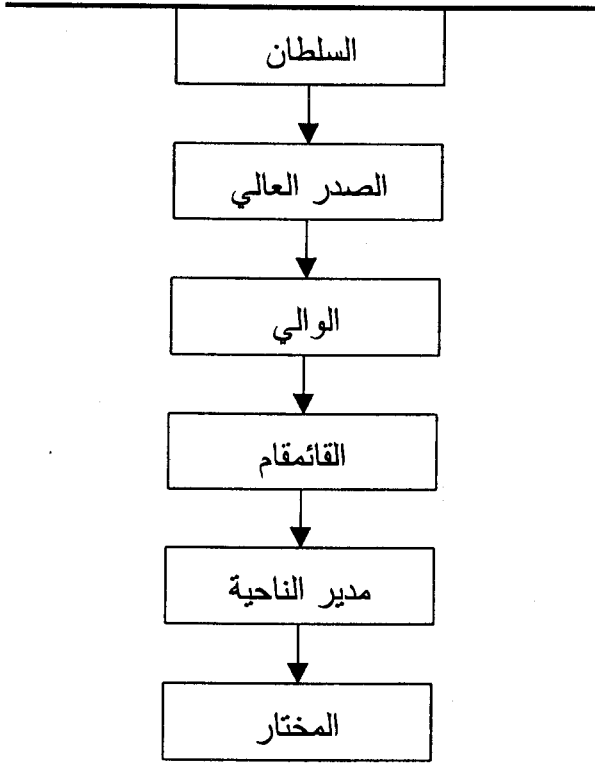 السلطان
الصدر العالي
الوالي
القائمقام
مدير الناحية
المختار